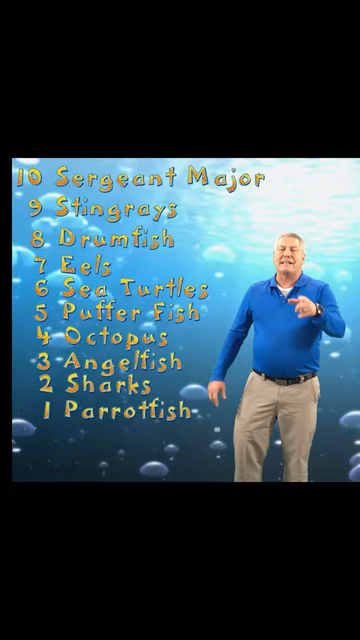 10 Sergeant Major
9 Stingrays
8 Drumfish
7 Eels
6 Sea Turtles
5 Puffer Fish
4 Octopus
3 Angelfish
2 Sharks
1 Parrotfish